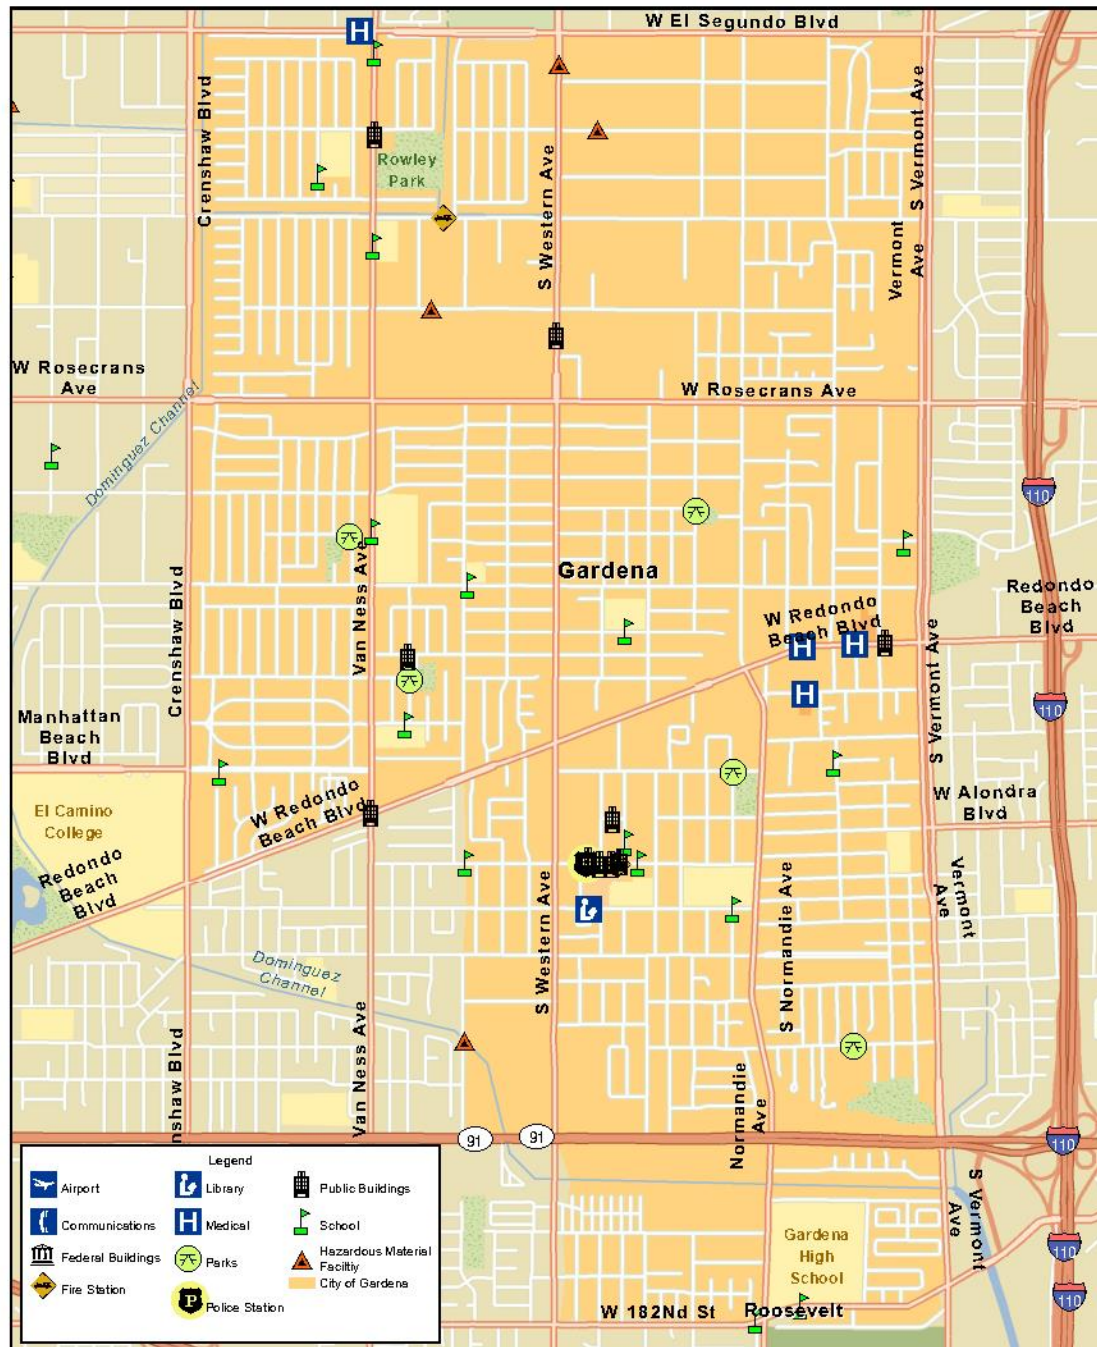 W El Segundo Blvd
Crenshaw Blvd
Rowley
Park
S Western Ave
S Vermont Ave
Vermont
Ave
W Rosecrans
Ave
W Rosecrans Ave
Dominguez Channel
110
Gardena
Van Ness Ave
Crenshaw Blvd
W Redondo
Beach Blvd
Redondo
Beach
Blvd
S Vermont Ave
110
Manhattan
Beach
Blvd
El Camino
College
W Redondo
Beach Blvd
Redondo
Beach
Blvd
W Alondra
Blvd
Vermont
Ave
S Western Ave
S Normandie Ave
Dominguez
Channel
Van Ness Ave
nshaw Blvd
Normandie
Ave
91
91
110
S Vermont
Ave
Gardena
High
School
110
110
W 182Nd St
Roosevelt
Legend
Airport
Library
Public Buildings
Communications
Medical
School
Federal Buildings
Parks
Hazardous Material
Faciltiy
Fire Station
Police Station
City of Gardena